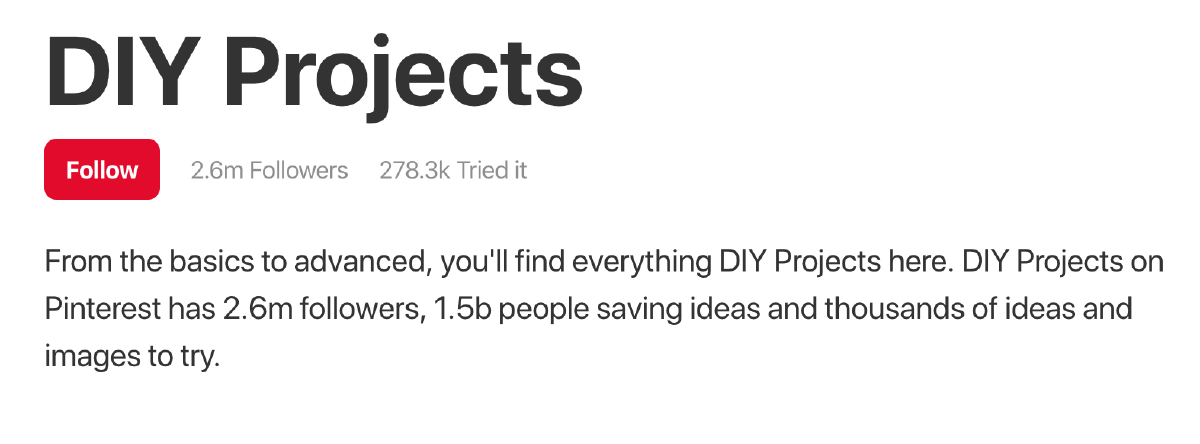 DIY Projects
Follow 2.6m Followers 278.3k Tried it
From the basics to advanced, you'll find everything DIY Projects here. DIY Projects on
Pinterest has 2.6m followers, 1.5b people saving ideas and thousands of ideas and
images to try.